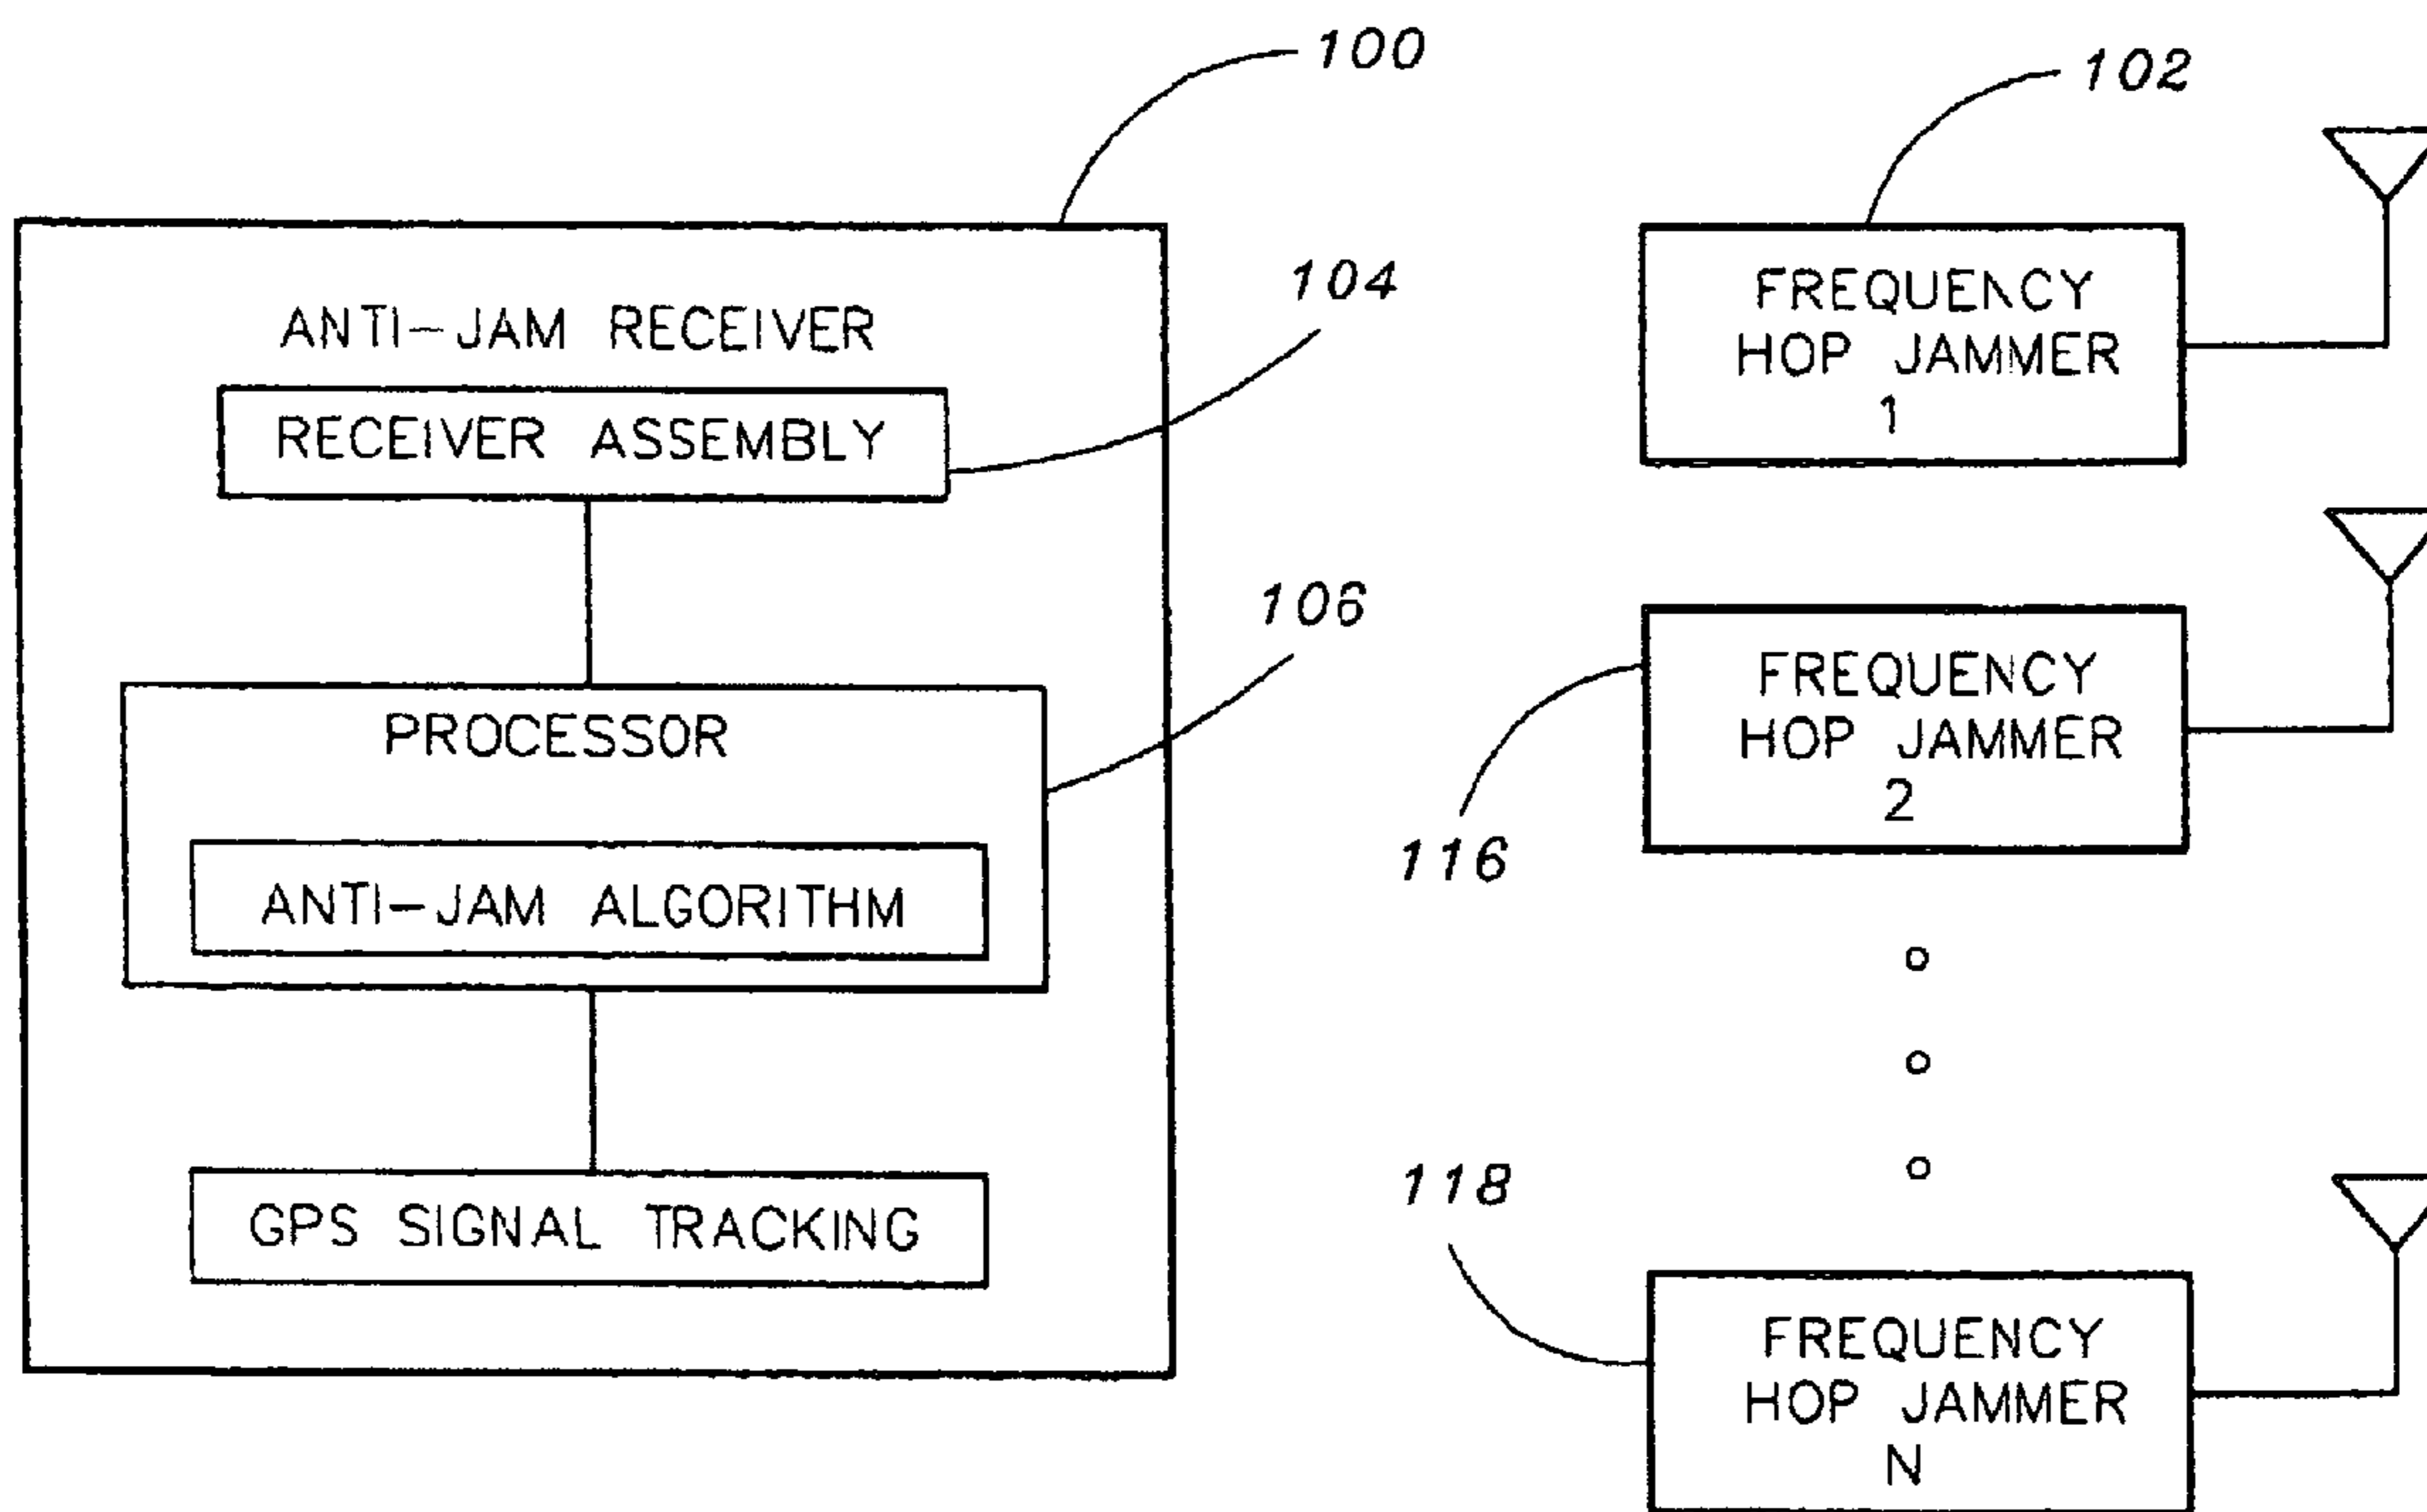 100
102
ANTI-JAM RECEIVER
104
RECEIVER ASSEMBLY
106
PROCESSOR
ANTI-JAM ALGORITHM
GPS SIGNAL TRACKING
FREQUENCY
HOP JAMMER
1
FREQUENCY
HOP JAMMER
2
116
118
FREQUENCY
HOP JAMMER
N